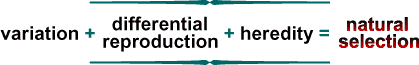 variation + differential reproduction + heredity = natural selection